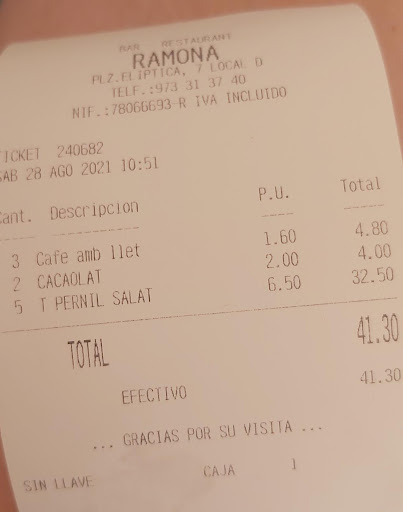 BAR RESTAURANT
RAMONA
PLZ.ELIPTICA, 7 LOCAL D
TELF.:973 31 37 40
NIF.:78066693-R IVA INCLUIDO
TICKET 240682
SAB 28 AGO 2021 10:51
Cant. Descripcion P.U. Total
3 Cafe amb llet 1.60 4.80
2 CACAOLAT 2.00 4.00
5 T PERNIL SALAT 6.50 32.50
TOTAL 41.30
EFECTIVO 41.30
... GRACIAS POR SU VISITA ...
SIN LLAVE CAJA 1